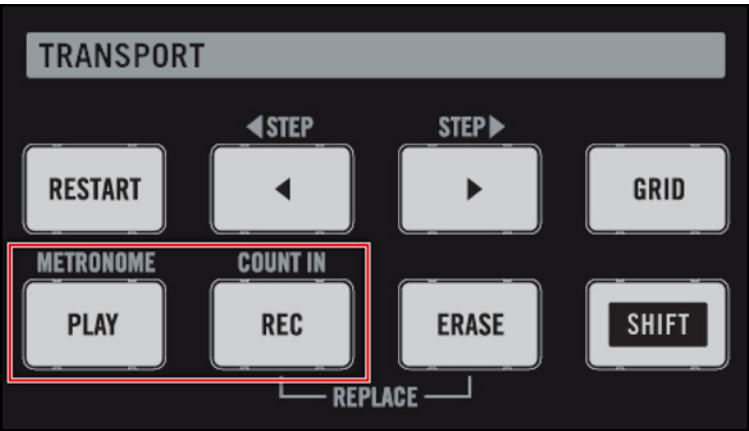 TRANSPORT
◀STEP STEP▶
RESTART ◀ ▶ GRID
METRONOME COUNT IN
PLAY REC ERASE SHIFT
REPLACE